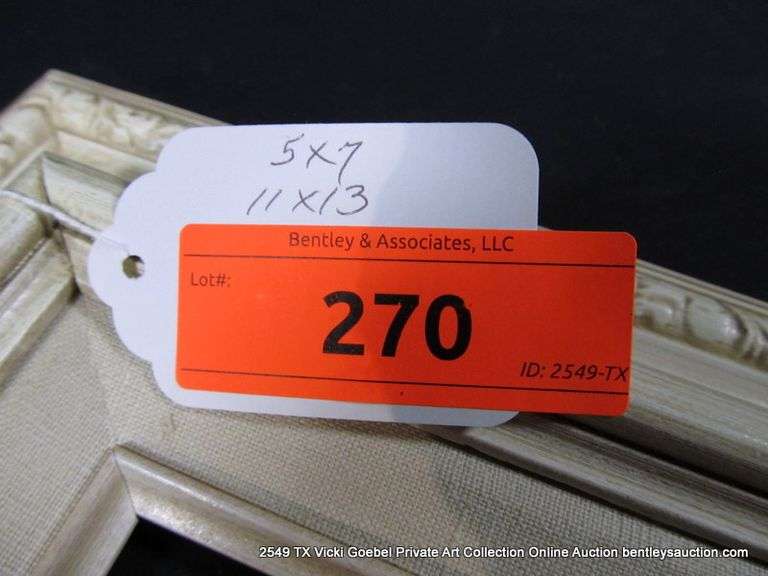 5X7
11X13
Bentley & Associates, LLC
Lot#:
270
ID: 2549-TX
2549 TX Vicki Goebel Private Art Collection Online Auction bentleysauction.com